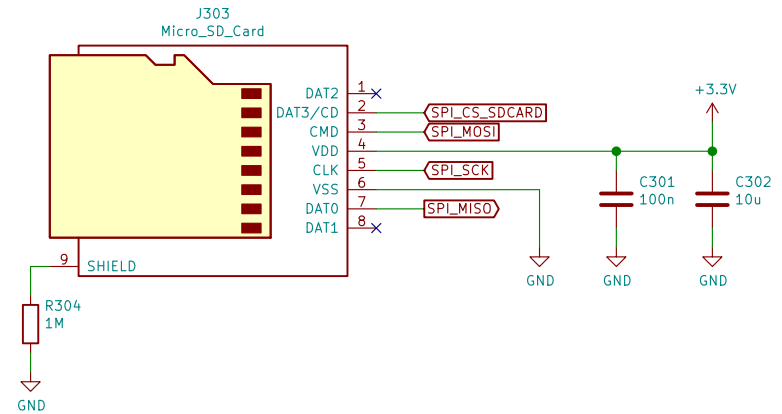 J303
Micro_SD_Card
DAT2 1
DAT3/CD 2 SPI_CS_SDCARD
CMD 3 SPI_MOSI
VDD 4
CLK 5 SPI_SCK
VSS 6
DAT0 7 SPI_MISO
DAT1 8
9 SHIELD
+3.3V
C301
100n
C302
10u
GND
GND
GND
R304
1M
GND